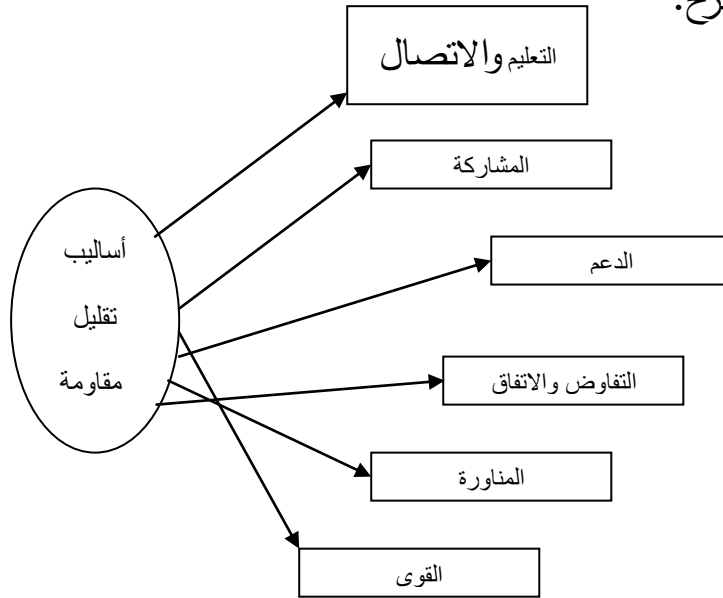 التعليم والاتصال
المشاركة
أساليب
تقليل
مقاومة
الدعم
التفاوض والاتفاق
المناورة
القوى